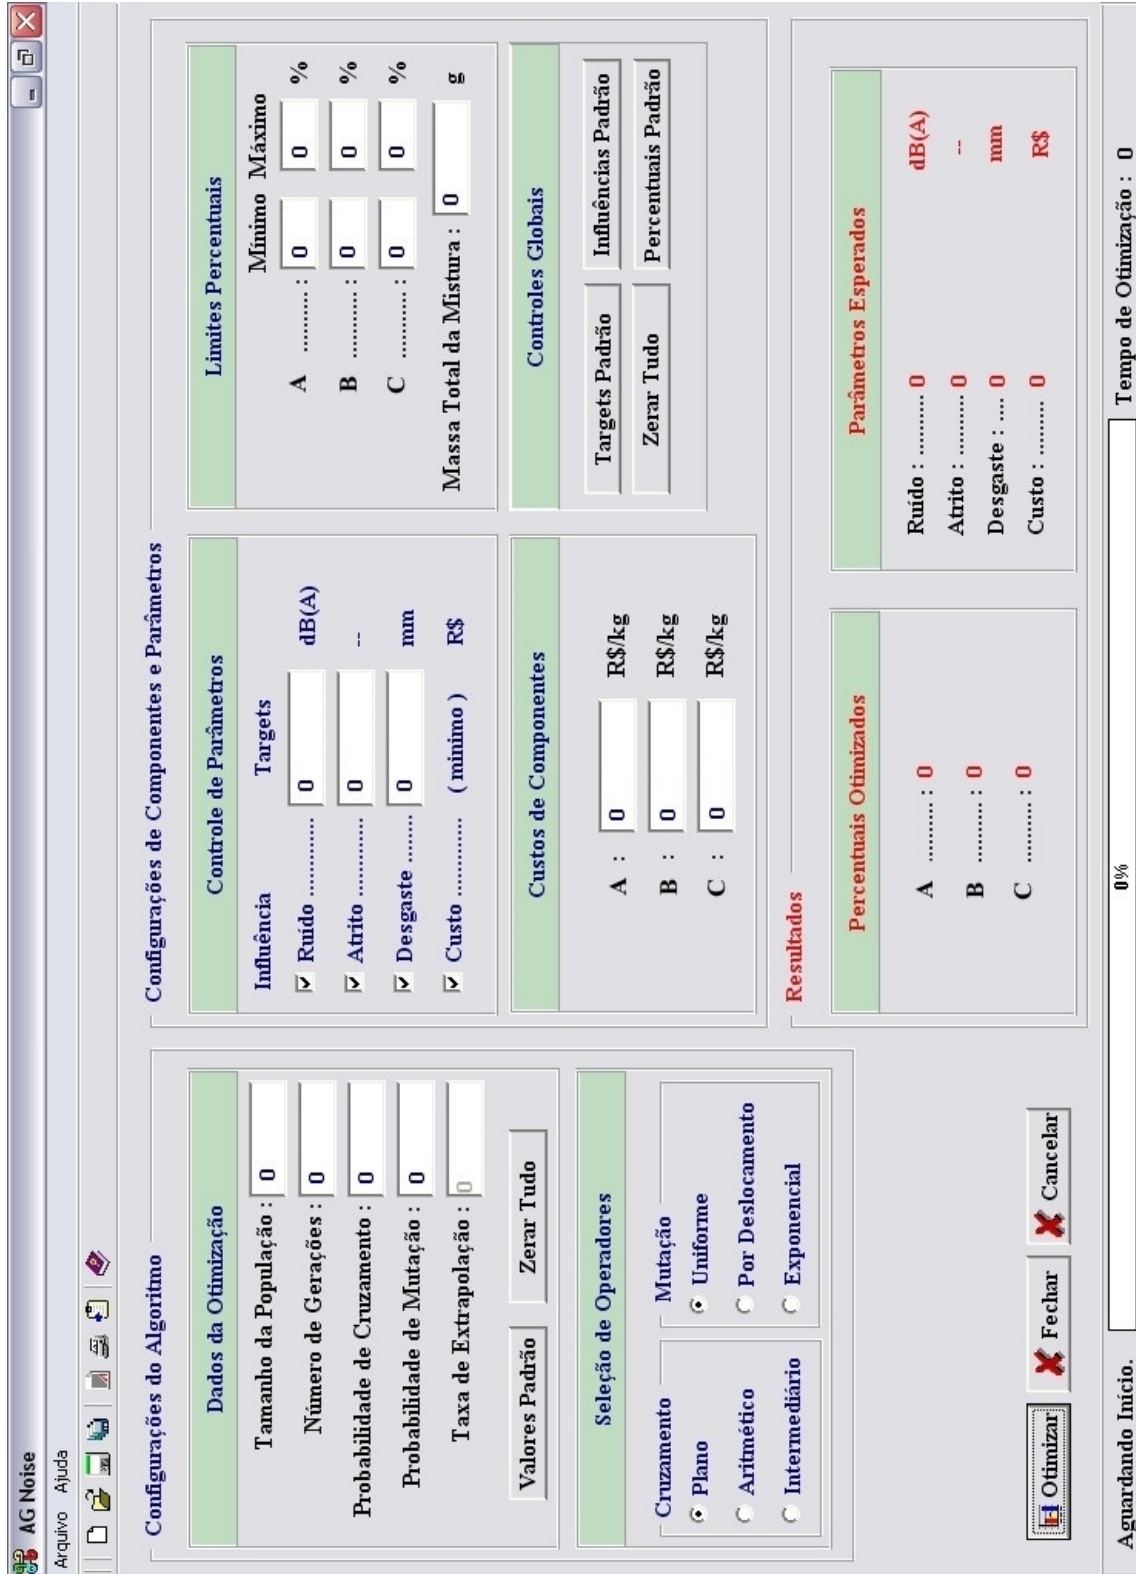 AG Noise
Arquivo Ajuda
Configurações do Algoritmo
Dados da Otimização
Tamanho da População : 0
Número de Gerações : 0
Probabilidade de Cruzamento : 0
Probabilidade de Mutação : 0
Taxa de Extrapolação : 0
Valores Padrão Zerar Tudo
Seleção de Operadores
Cruzamento
Plano
Aritmético
Intermediário
Mutação
Uniforme
Por Deslocamento
Exponencial
Configurações de Componentes e Parâmetros
Controle de Parâmetros
Influência Targets
Ruído .............. 0 dB(A)
Atrito .............. 0 --
Desgaste ........ 0 mm
Custo .............. ( minimo ) R$
Limites Percentuais
Mínimo Máximo
A ........... : 0 0 %
B ........... : 0 0 %
C ........... : 0 0 %
Massa Total da Mistura : 0 g
Custos de Componentes
A : 0 R$/kg
B : 0 R$/kg
C : 0 R$/kg
Controles Globais
Targets Padrão Influências Padrão
Zerar Tudo Percentuais Padrão
Resultados
Percentuais Otimizados
A ........... : 0
B ........... : 0
C ........... : 0
Parâmetros Esperados
Ruído : .......... 0 dB(A)
Atrito : .......... 0 --
Desgaste : .... 0 mm
Custo : .......... 0 R$
Otimizar Fechar Cancelar
Aguardando Início. 0% Tempo de Otimização : 0